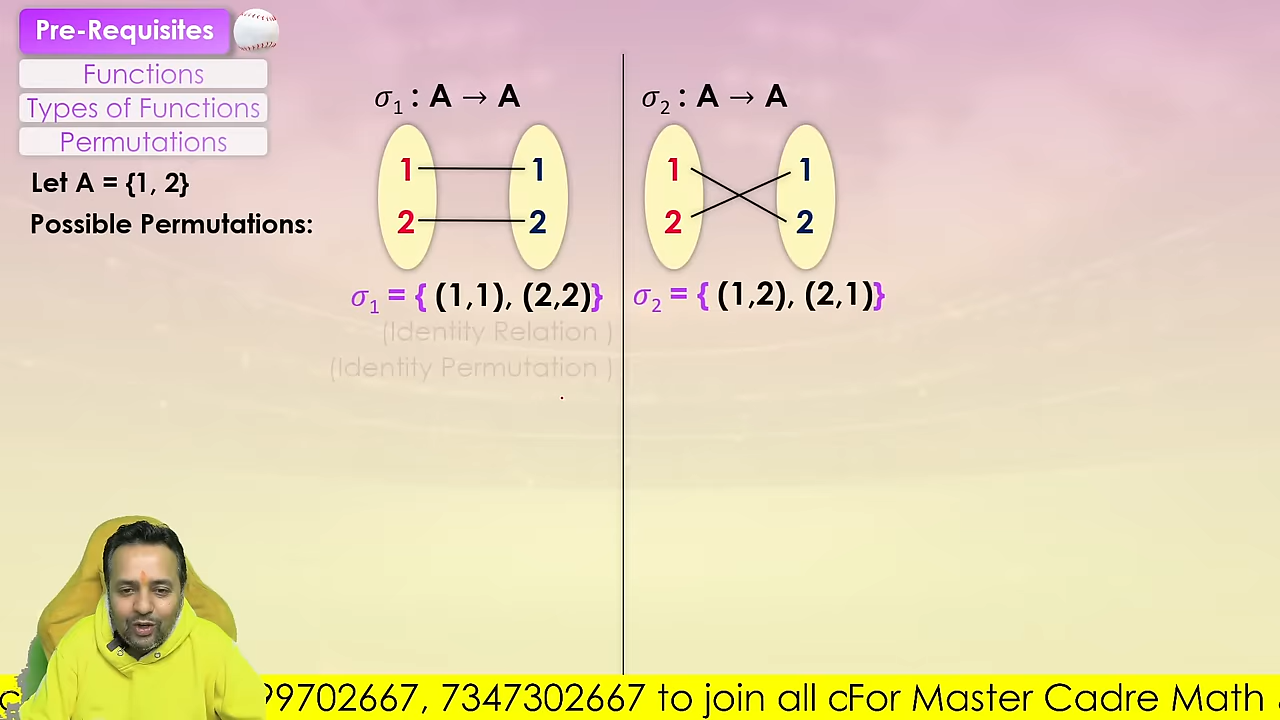 Pre-Requisites
Functions
Types of Functions
Permutations
Let A = {1, 2}
Possible Permutations:
σ₁ : A → A
1 1
2 2
σ₁ = { (1,1), (2,2)}
(Identity Relation )
(Identity Permutation )
σ₂ : A → A
1 1
2 2
σ₂ = { (1,2), (2,1)}
99702667, 7347302667 to join all cFor Master Cadre Math